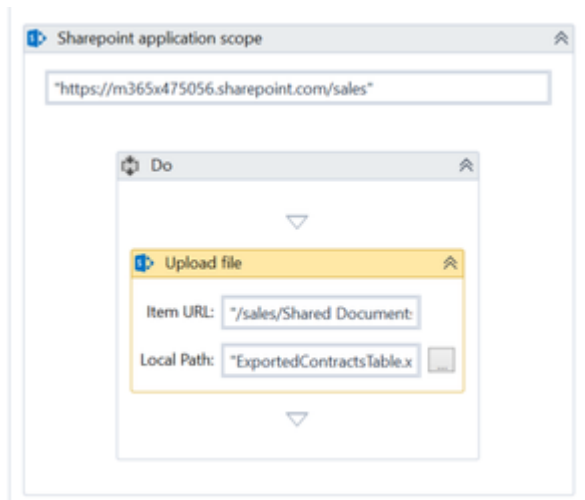 Sharepoint application scope
"https://m365x475056.sharepoint.com/sales"
Do
Upload file
Item URL: "/sales/Shared Document:
Local Path: "ExportedContractsTable.x ...